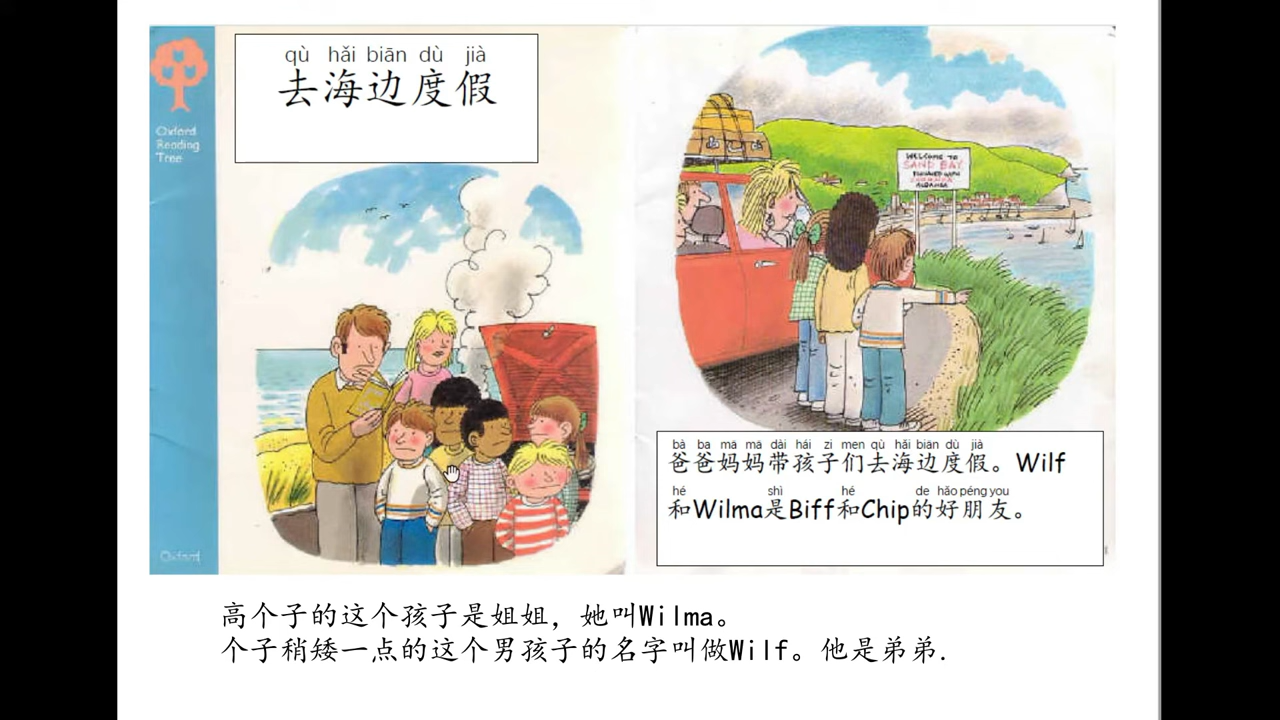 qù hǎi biān dù jià
去海边度假
Oxford
Reading
Tree
Oxford
WELCOME TO
SAND BAY
bà ba mā ma dài hái zi men qù hǎi biān dù jià
爸爸妈妈带孩子们去海边度假。Wilf
hé shì hé de hǎo péng you
和Wilma是Biff和Chip的好朋友。
高个子的这个孩子是姐姐，她叫Wilma。
个子稍矮一点的这个男孩子的名字叫做Wilf。他是弟弟.